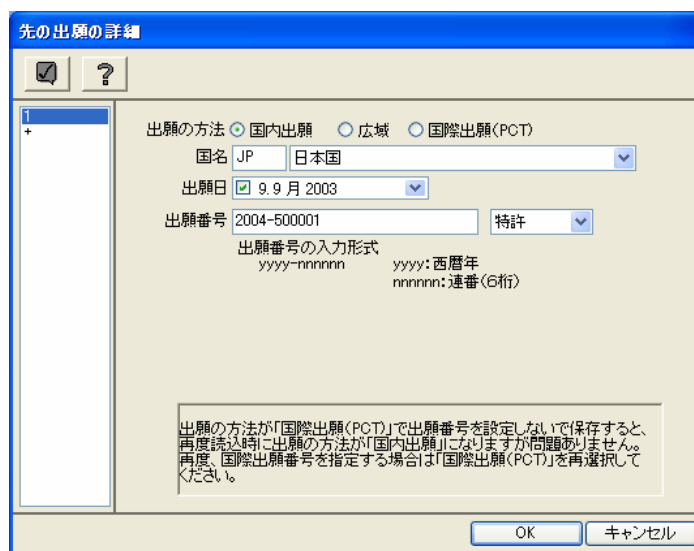 先の出願の詳細
?
1
+
出願の方法 国内出願 広域 国際出願(PCT)
国名 JP 日本国
出願日 9. 9 月 2003
出願番号 2004-500001 特許
出願番号の入力形式
yyyy-nnnnnn yyyy:西暦年
nnnnnn:連番(6桁)
出願の方法が「国際出願(PCT)」で出願番号を設定しないで保存すると、
再度読込時に出願の方法が「国内出願」になりますが問題ありません。
再度、国際出願番号を指定する場合は「国際出願(PCT)」を再選択して
ください。
OK キャンセル